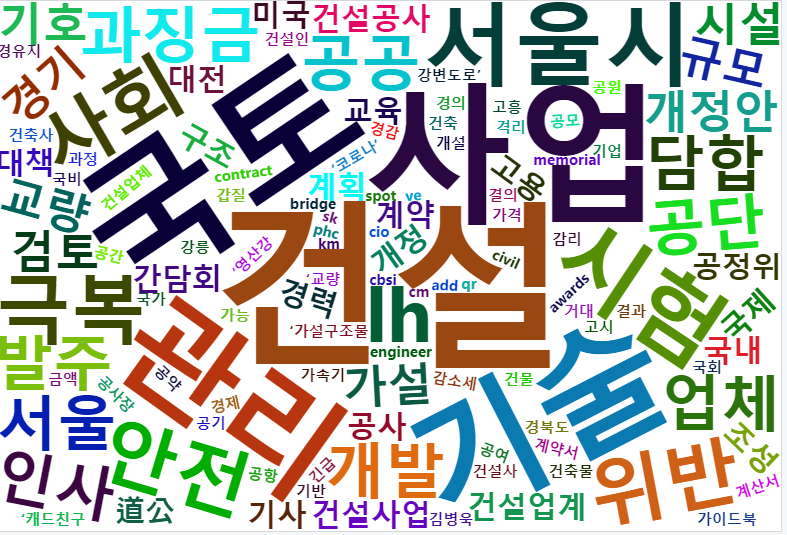 기호
과징금
미국
건설공사
서울시
시설
경유지
건설인
공공
강변도로’
규모
경기
사회
대전
국토
사업
교육
경의
고흥
공원
개정안
건축사
구조
경감
건축
격리
공모
대책
과정
‘코로나’
개설
기업
담합
국비
건설업체
contract
계획
고용
memorial
교량
갑질
spot
ve
결의
bridge
sk
계약
가격
공단
검토
공간
강릉
‘영산강
phc
cio
개정
km
감리
간담회
건설
civil
시험
공정위
극복
국가
‘교량
cbsi
cm
add
qr
awards
경력
lh
거대
결과
국제
가능
‘가설구조물
고시
발주
관리
engineer
국내
금액
공약
가속기
가설
감소세
건물
기술
국회
공사장
경제
업체
서울
공기
공사
경북도
안전
개발
공여
계약서
조성
인사
공항
긴급
건설사
건축물
위반
기반
계산서
‘캐드친구
道公
기사
건설사업
김병욱
건설업계
가이드북